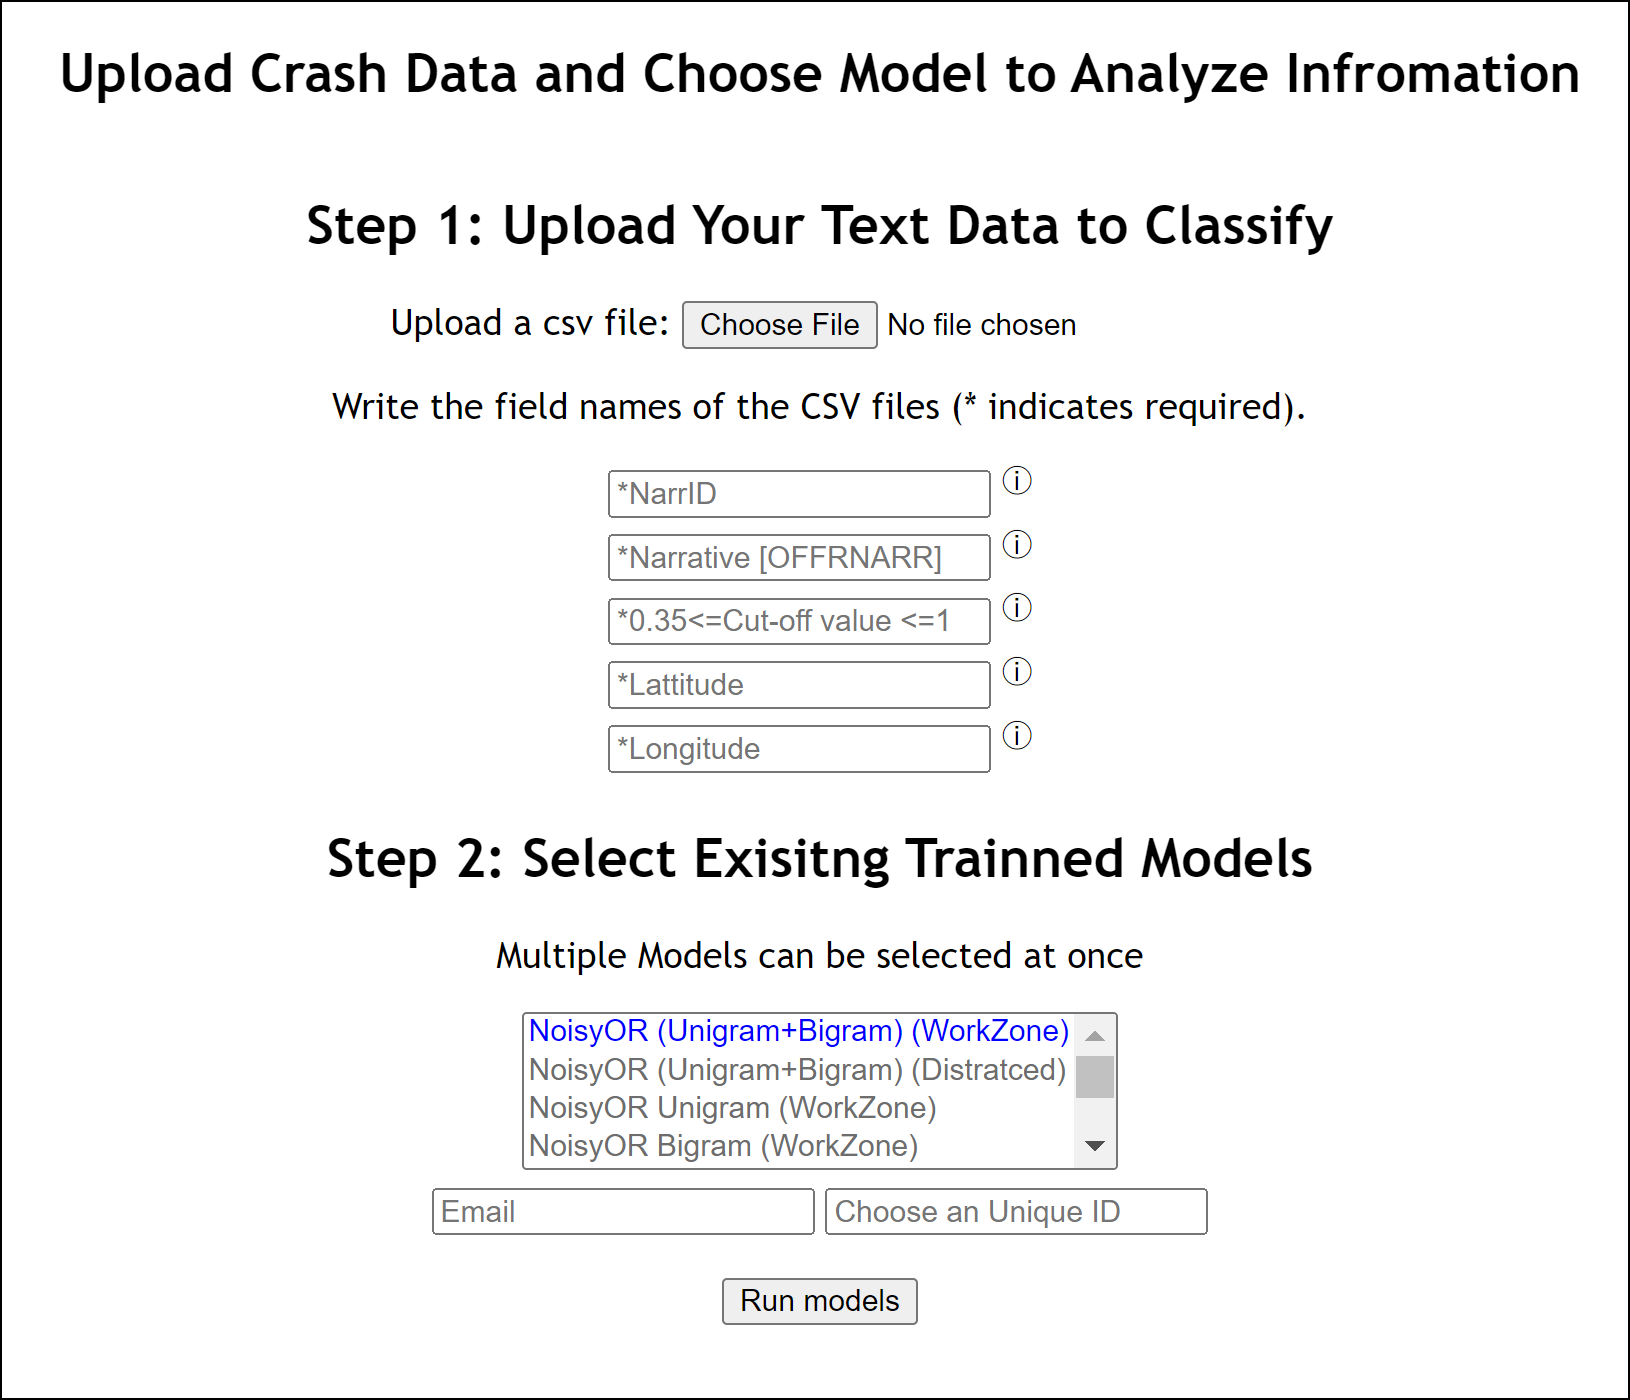 Upload Crash Data and Choose Model to Analyze Infromation
Step 1: Upload Your Text Data to Classify
Upload a csv file: Choose File No file chosen
Write the field names of the CSV files (* indicates required).
*NarrID ⓘ
*Narrative [OFFRNARR] ⓘ
*0.35<=Cut-off value <=1 ⓘ
*Lattitude ⓘ
*Longitude ⓘ
Step 2: Select Exisitng Trainned Models
Multiple Models can be selected at once
NoisyOR (Unigram+Bigram) (WorkZone)
NoisyOR (Unigram+Bigram) (Distratced)
NoisyOR Unigram (WorkZone)
NoisyOR Bigram (WorkZone)
Email Choose an Unique ID
Run models